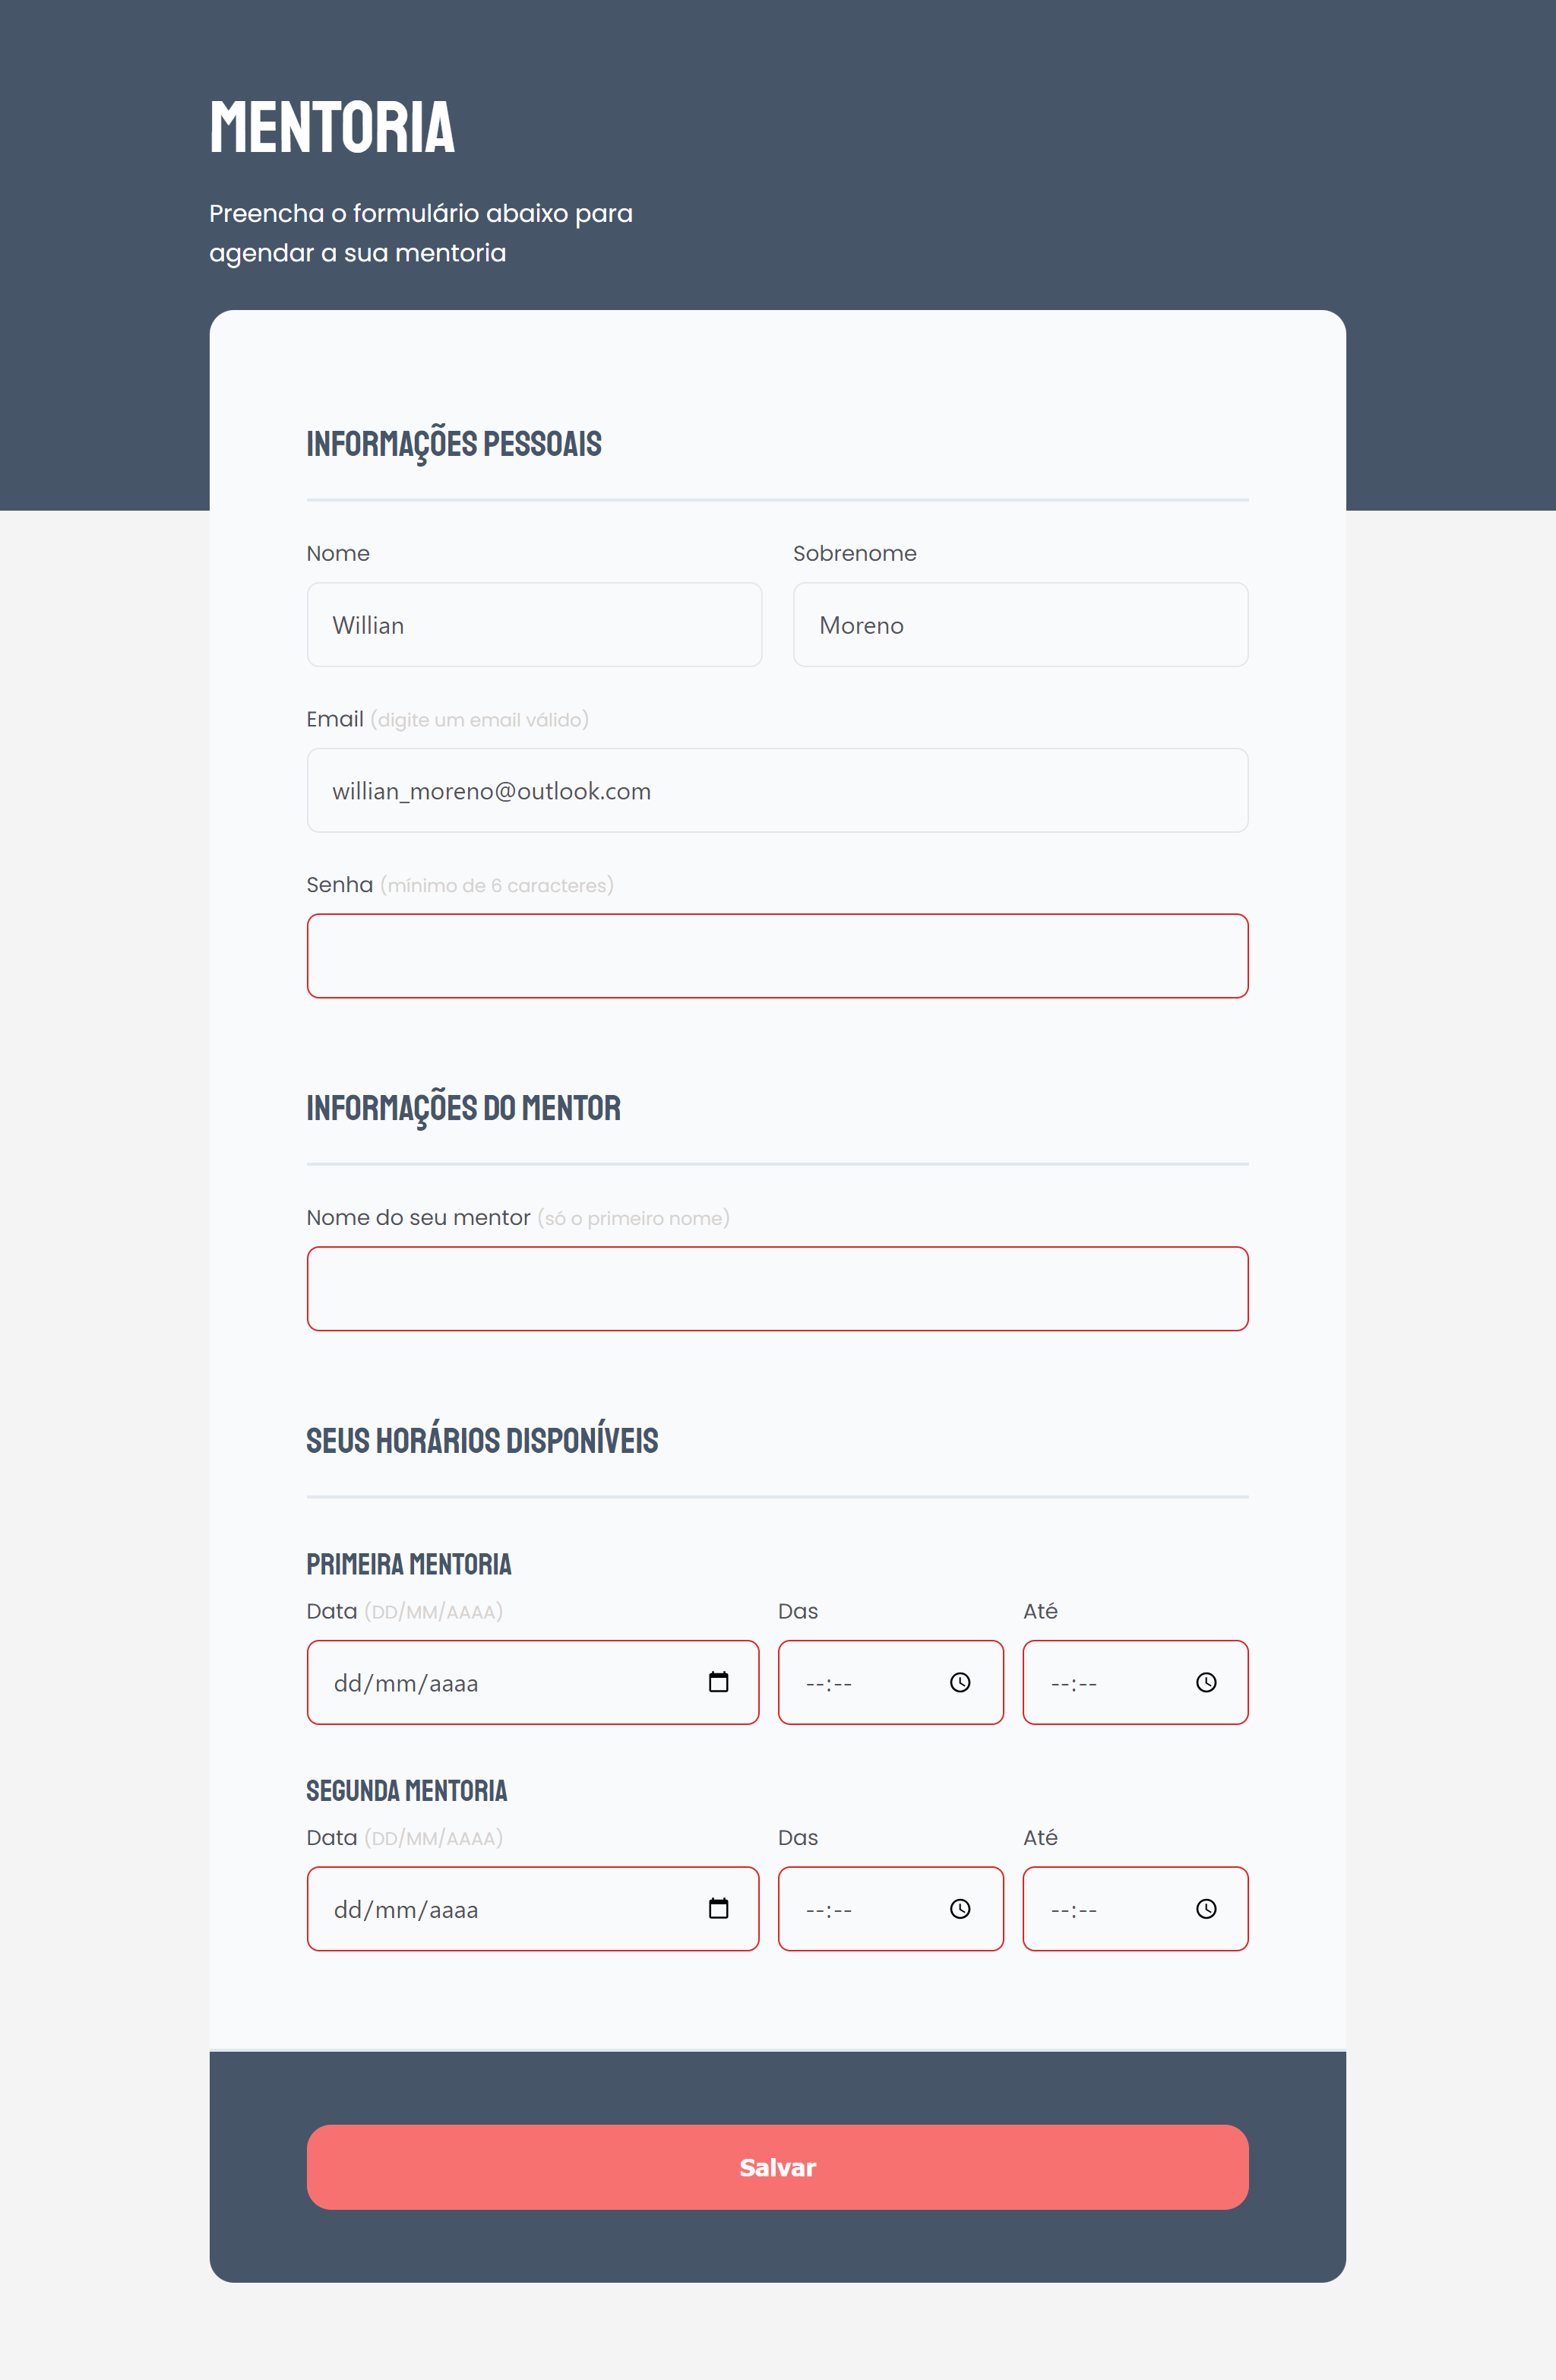 MENTORIA
Preencha o formulário abaixo para
agendar a sua mentoria
INFORMAÇÕES PESSOAIS
Nome Sobrenome
Willian Moreno
Email (digite um email válido)
willian_moreno@outlook.com
Senha (mínimo de 6 caracteres)
INFORMAÇÕES DO MENTOR
Nome do seu mentor (só o primeiro nome)
SEUS HORÁRIOS DISPONÍVEIS
PRIMEIRA MENTORIA
Data (DD/MM/AAAA) Das Até
dd/mm/aaaa --:-- --:--
SEGUNDA MENTORIA
Data (DD/MM/AAAA) Das Até
dd/mm/aaaa --:-- --:--
Salvar